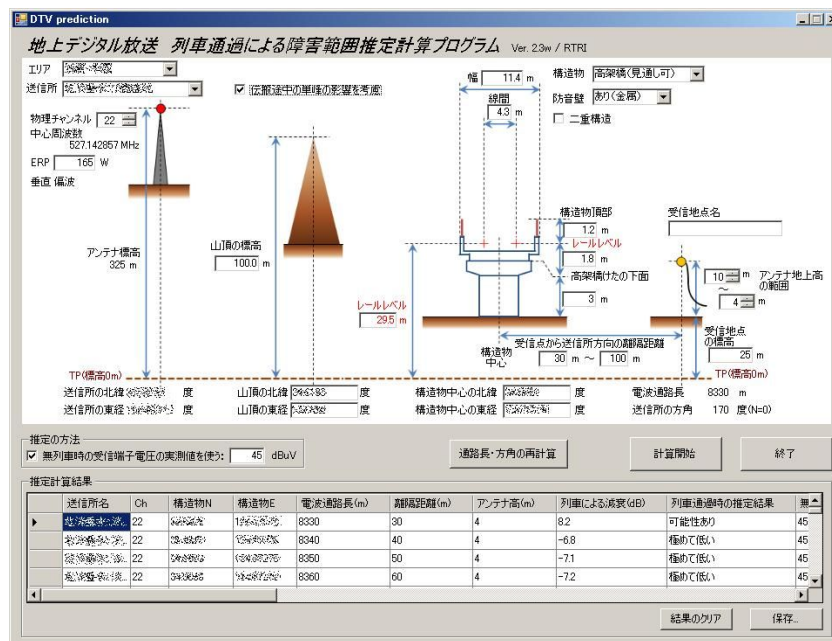 DTV prediction
地上デジタル放送 列車通過による障害範囲推定計算プログラム Ver. 2.3w / RTRI
エリア
送信所
伝搬途中の単峰の影響を考慮
幅 11.4 m
構造物 高架橋(見通し可)
線間
4.3 m
防音壁 あり(金属)
二重構造
物理チャンネル 22
中心周波数
527.142857 MHz
ERP 165 W
垂直 偏波
アンテナ標高
325 m
山頂の標高
100.0 m
構造物頂部
1.2 m
レールレベル
1.8 m
高架橋けたの下面
3 m
レールレベル
29.5 m
受信地点名
10 m アンテナ地上高
の範囲
～
4 m
受信点から送信所方向の離隔距離
構造物
中心
30 m ～ 100 m
受信地点
の標高
25 m
TP(標高0m)
TP(標高0m)
送信所の北緯 度
山頂の北緯 度
構造物中心の北緯 度
電波通路長 8330 m
送信所の東経 度
山頂の東経 度
構造物中心の東経 度
送信所の方角 170 度(N=0)
推定の方法
無列車時の受信端子電圧の実測値を使う: 45 dBuV
通路長・方角の再計算
計算開始
終了
推定計算結果
送信所名 Ch 構造物N 構造物E 電波通路長(m) 離隔距離(m) アンテナ高(m) 列車による減衰(dB) 列車通過時の推定結果 無
22 8330 30 4 8.2 可能性あり 45
22 8340 40 4 -6.8 極めて低い 45
22 8350 50 4 -7.1 極めて低い 45
22 8360 60 4 -7.2 極めて低い 45
結果のクリア
保存...